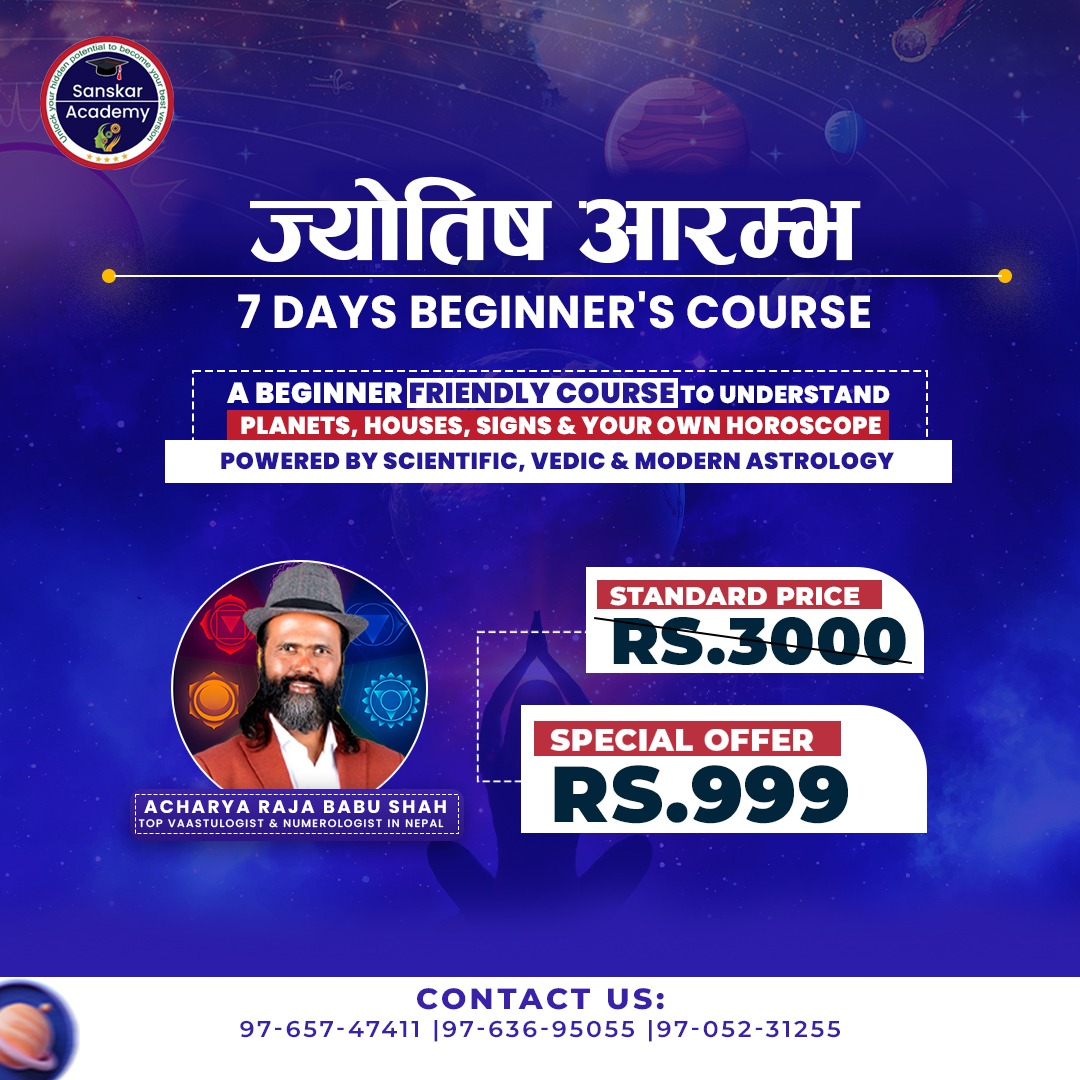 Unlock your hidden potential to become your best version
Sanskar
Academy
ज्योतिष आरम्भ
7 DAYS BEGINNER'S COURSE
A BEGINNER FRIENDLY COURSE TO UNDERSTAND
PLANETS, HOUSES, SIGNS & YOUR OWN HOROSCOPE
POWERED BY SCIENTIFIC, VEDIC & MODERN ASTROLOGY
STANDARD PRICE
RS.3000
SPECIAL OFFER
RS.999
ACHARYA RAJA BABU SHAH
TOP VAASTULOGIST & NUMEROLOGIST IN NEPAL
CONTACT US:
97-657-47411 |97-636-95055 |97-052-31255